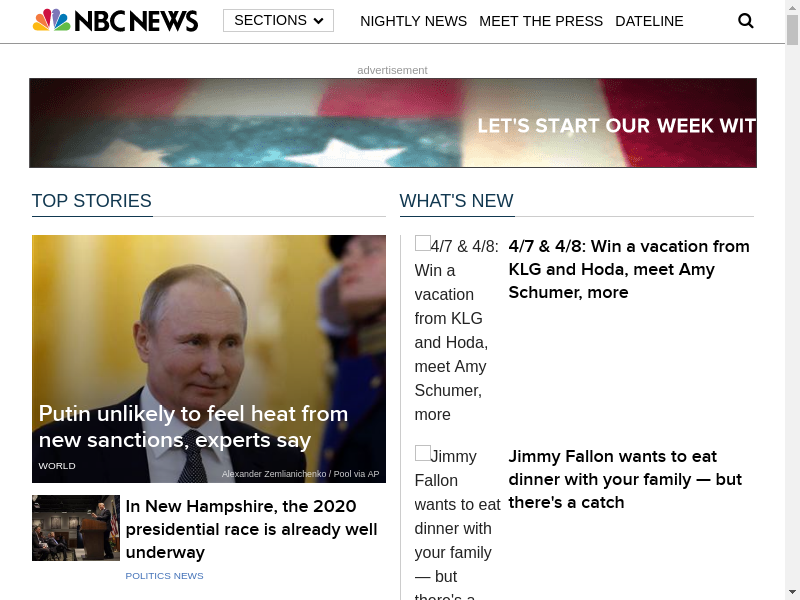 NBC NEWS
SECTIONS
NIGHTLY NEWS
MEET THE PRESS
DATELINE
advertisement
LET'S START OUR WEEK WIT
TOP STORIES
Putin unlikely to feel heat from
new sanctions, experts say
WORLD
Alexander Zemlianichenko / Pool via AP
In New Hampshire, the 2020
presidential race is already well
underway
POLITICS NEWS
WHAT'S NEW
4/7 & 4/8:
Win a
vacation
from KLG
and Hoda,
meet Amy
Schumer,
more
4/7 & 4/8: Win a vacation from
KLG and Hoda, meet Amy
Schumer, more
Jimmy
Fallon
wants to eat
dinner with
your family
— but
there's a
Jimmy Fallon wants to eat
dinner with your family — but
there's a catch